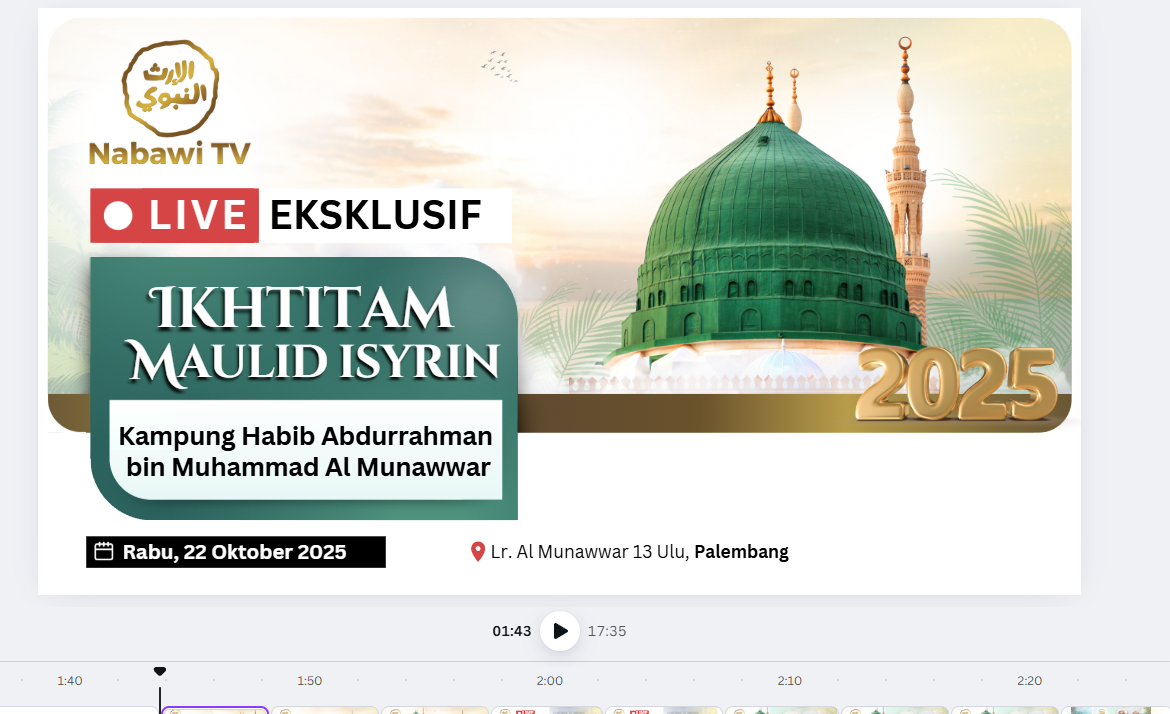 الإرث
النبوي
Nabawi TV
LIVE EKSKLUSIF
IKHTITAM
MAULID ISYRIN
2025
Kampung Habib Abdurrahman
bin Muhammad Al Munawwar
Rabu, 22 Oktober 2025
Lr. Al Munawwar 13 Ulu, Palembang
01:43 17:35
1:40 1:50 2:00 2:10 2:20